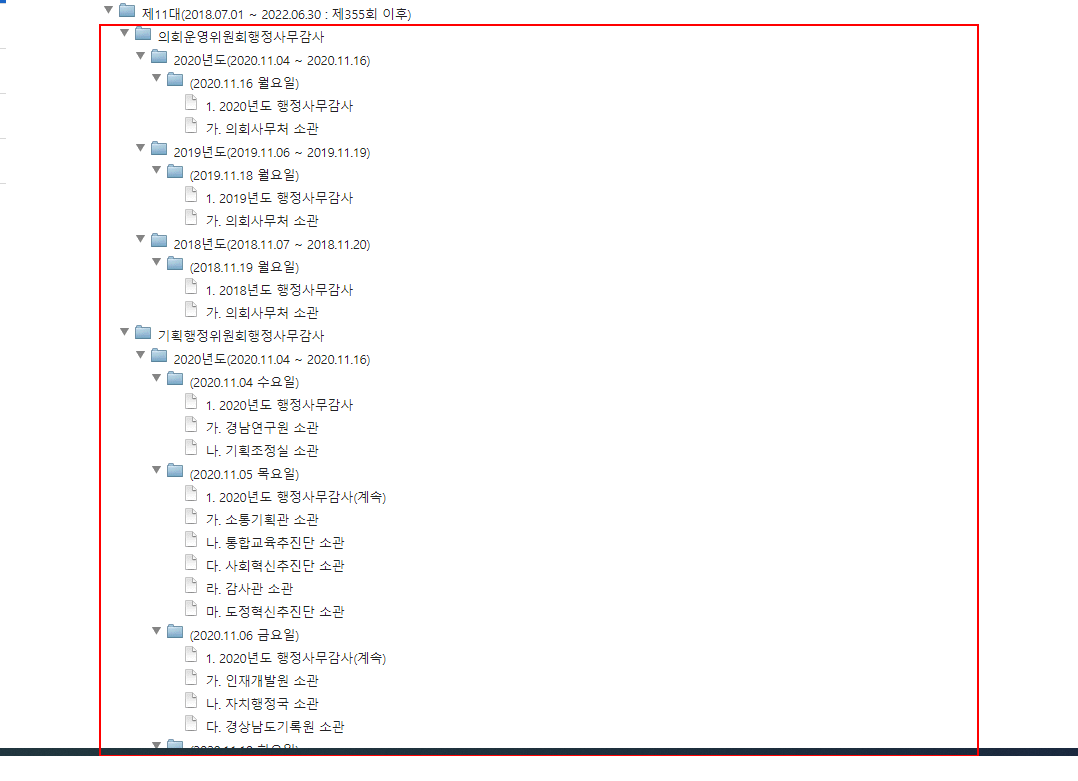 제11대(2018.07.01 ~ 2022.06.30 : 제355회 이후)
의회운영위원회행정사무감사
2020년도(2020.11.04 ~ 2020.11.16)
(2020.11.16 월요일)
1. 2020년도 행정사무감사
가. 의회사무처 소관
2019년도(2019.11.06 ~ 2019.11.19)
(2019.11.18 월요일)
1. 2019년도 행정사무감사
가. 의회사무처 소관
2018년도(2018.11.07 ~ 2018.11.20)
(2018.11.19 월요일)
1. 2018년도 행정사무감사
가. 의회사무처 소관
기획행정위원회행정사무감사
2020년도(2020.11.04 ~ 2020.11.16)
(2020.11.04 수요일)
1. 2020년도 행정사무감사
가. 경남연구원 소관
나. 기획조정실 소관
(2020.11.05 목요일)
1. 2020년도 행정사무감사(계속)
가. 소통기획관 소관
나. 통합교육추진단 소관
다. 사회혁신추진단 소관
라. 감사관 소관
마. 도정혁신추진단 소관
(2020.11.06 금요일)
1. 2020년도 행정사무감사(계속)
가. 인재개발원 소관
나. 자치행정국 소관
다. 경상남도기록원 소관